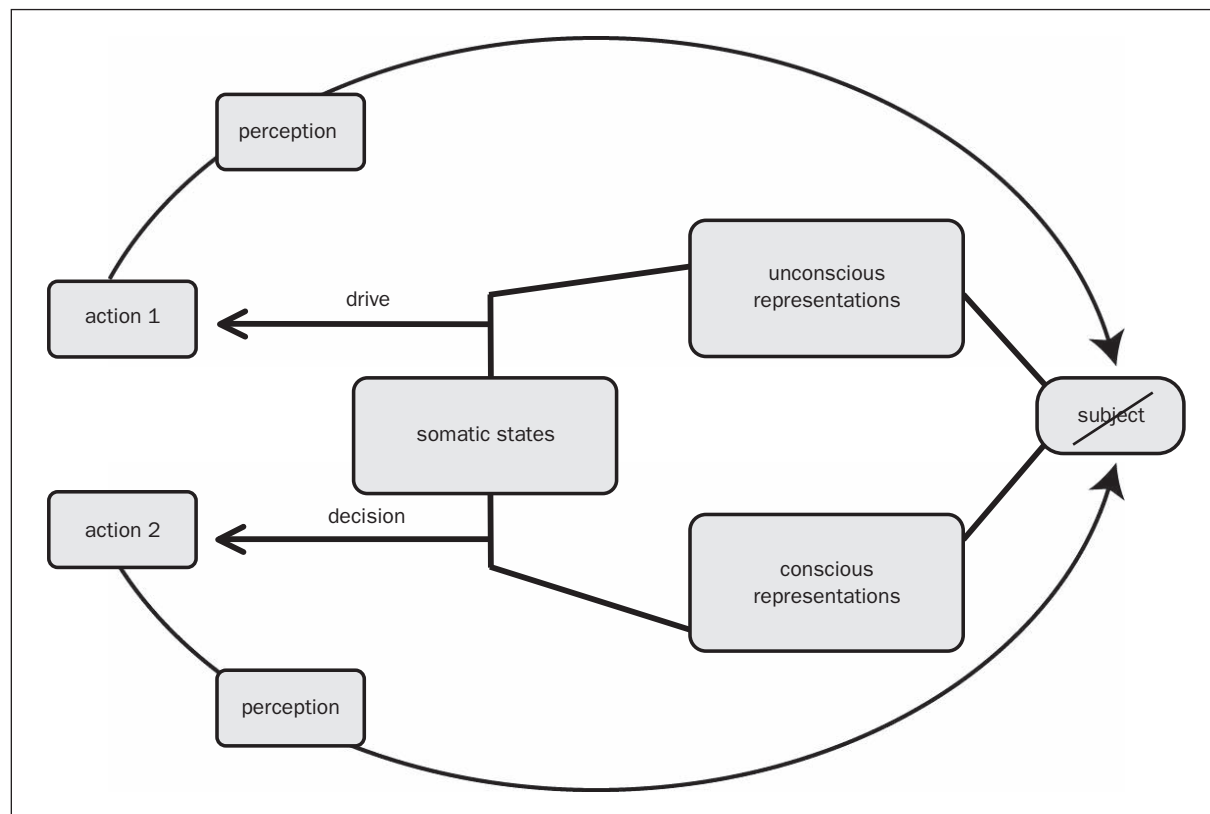 perception
unconscious
representations
drive
action 1
subject
somatic states
decision
action 2
conscious
representations
perception